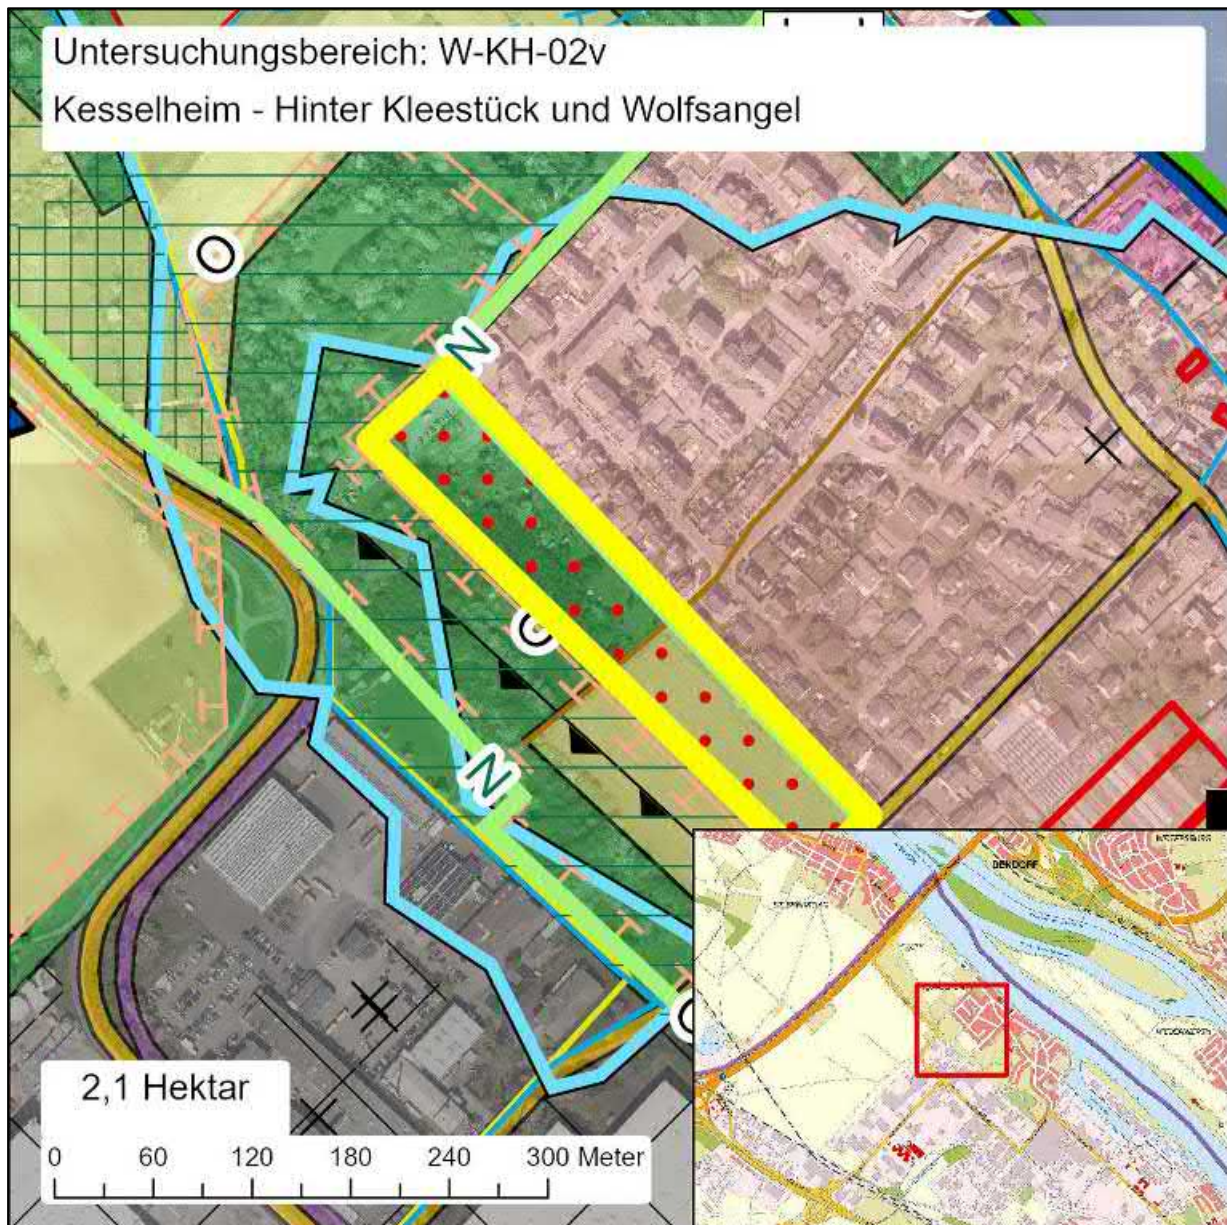 Untersuchungsbereich: W-KH-02v
Kesselheim - Hinter Kleestück und Wolfsangel
N
N
2,1 Hektar
0 60 120 180 240 300 Meter
BENDORF